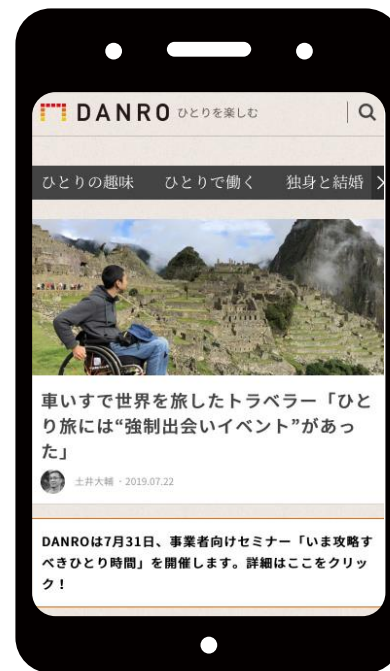 DANRO ひとりを楽しむ
ひとりの趣味 ひとりで働く 独身と結婚
車いすで世界を旅したトラベラー「ひと
り旅には“強制出会いイベント”があっ
た」
土井大輔・2019.07.22
DANROは7月31日、事業者向けセミナー「いま攻略す
べきひとり時間」を開催します。詳細はここをクリッ
ク！